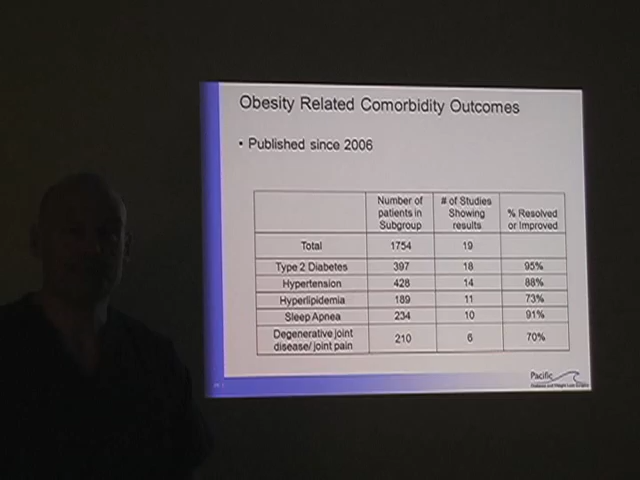 Obesity Related Comorbidity Outcomes
• Published since 2006
Number of patients in Subgroup # of Studies Showing results % Resolved or Improved
Total 1754 19
Type 2 Diabetes 397 18 95%
Hypertension 428 14 88%
Hyperlipidemia 189 11 73%
Sleep Apnea 234 10 91%
Degenerative joint disease/ joint pain 210 6 70%
Pacific